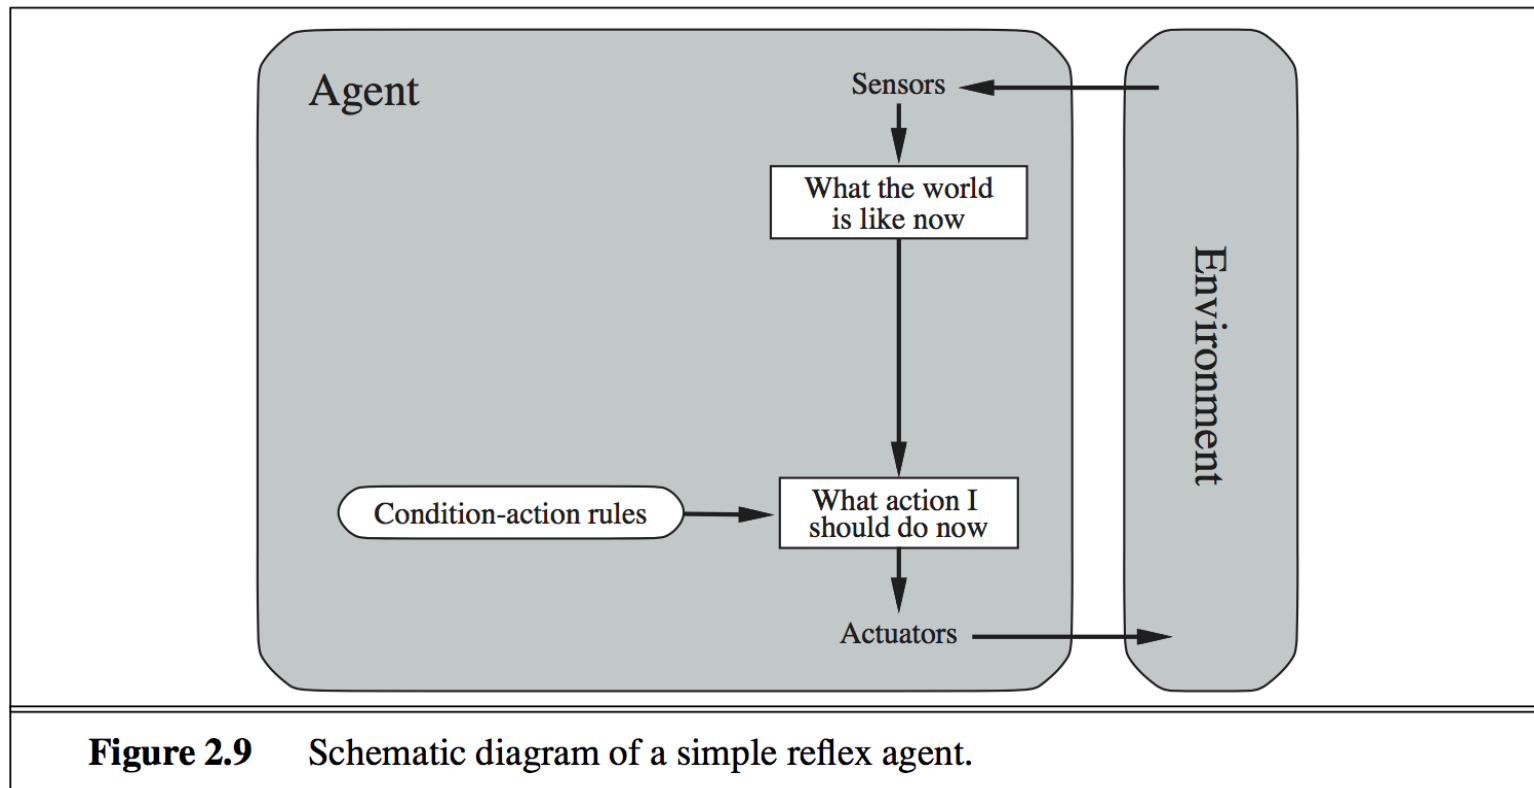 Agent
Sensors
What the world
is like now
Environment
Condition-action rules
What action I
should do now
Actuators
Figure 2.9 Schematic diagram of a simple reflex agent.